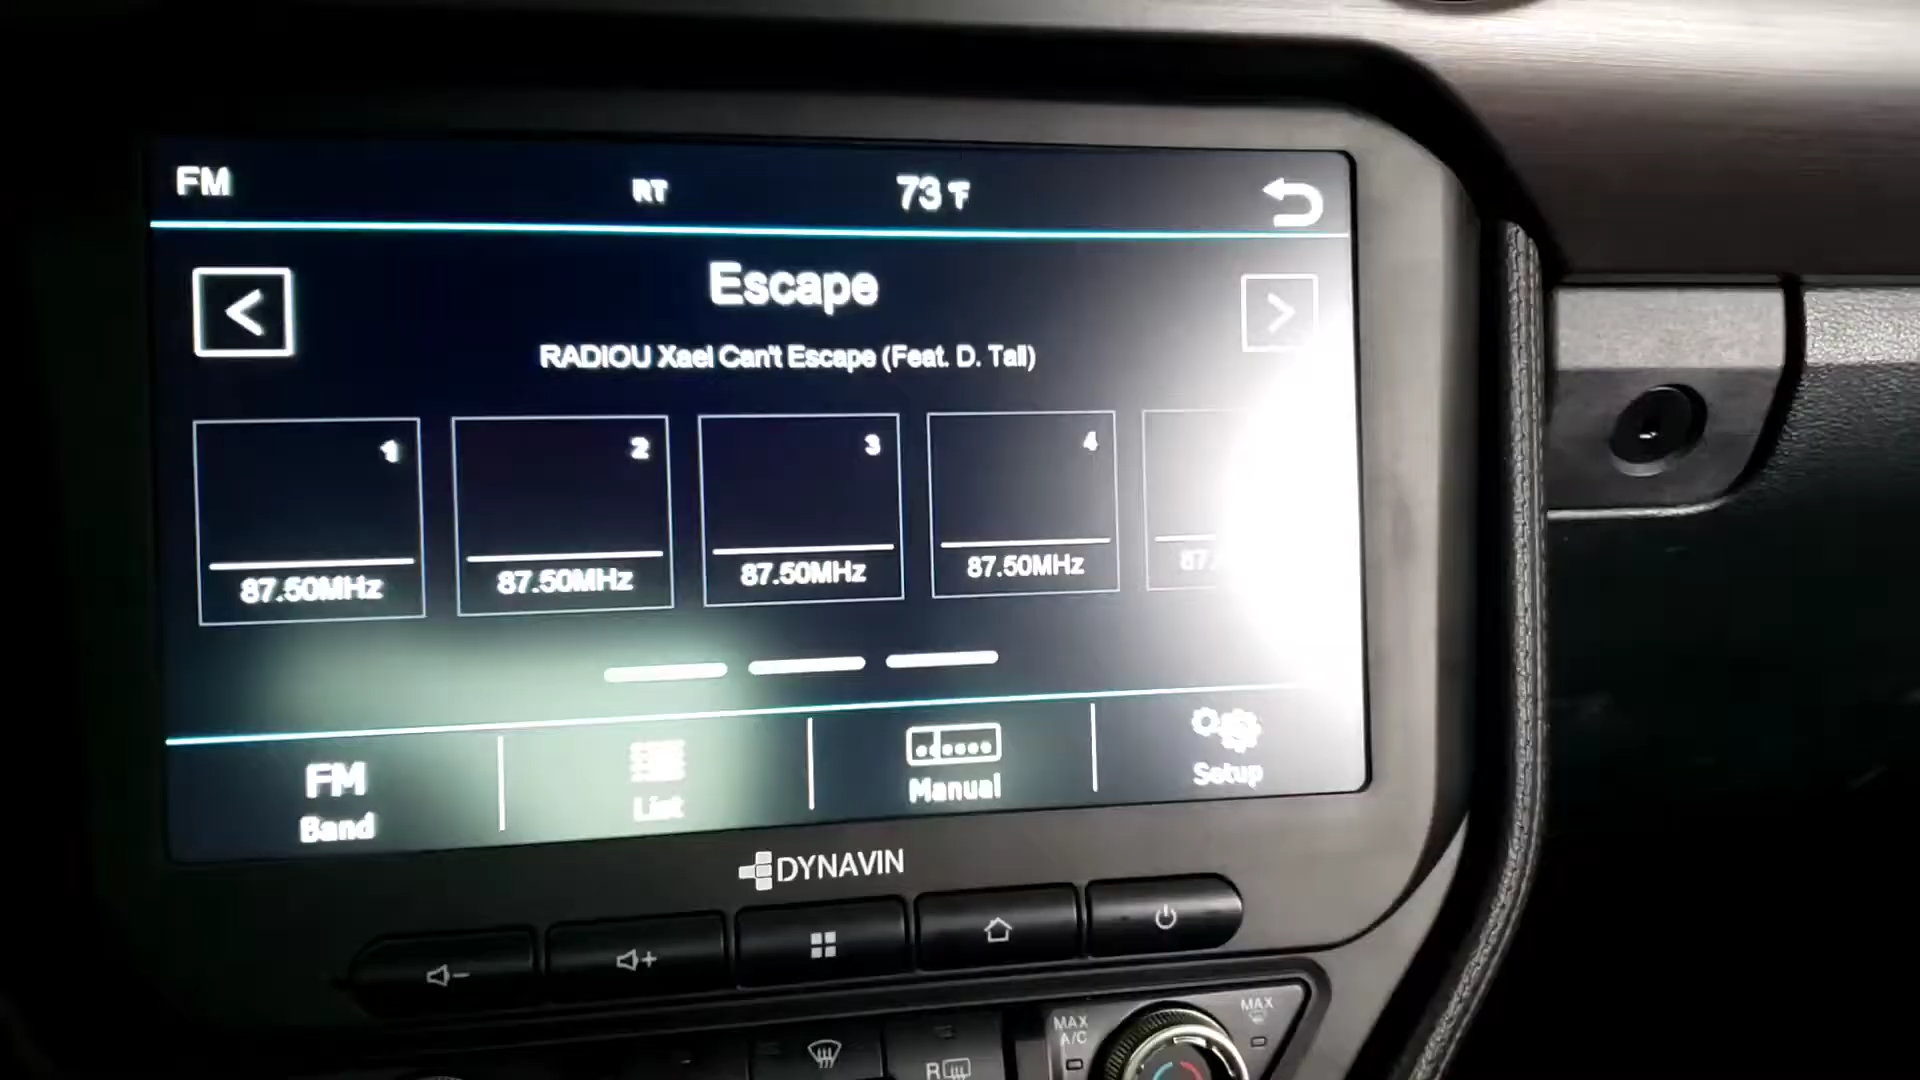 FM RT 73°F
Escape
RADIOU Xael Can't Escape (Feat. D. Tall)
1 2 3 4
87.50MHz 87.50MHz 87.50MHz 87.50MHz 87.
FM
Band List Manual Setup
DYNAVIN
MAX A/C
MAX
R